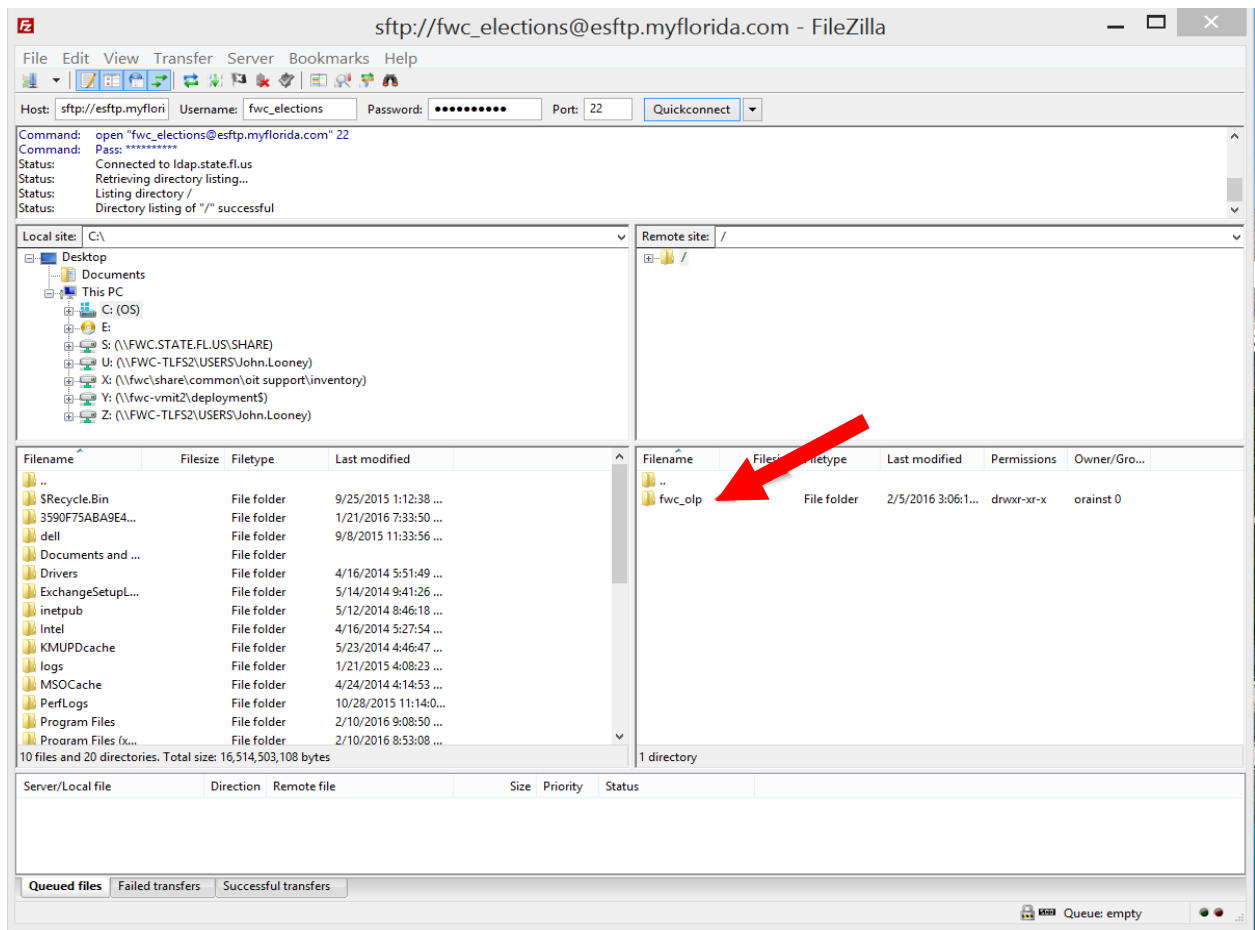 sftp://fwc_elections@esftp.myflorida.com - FileZilla
File Edit View Transfer Server Bookmarks Help
Host: sftp://esftp.myflori Username: fwc_elections Password: •••••••••• Port: 22 Quickconnect
Command: open "fwc_elections@esftp.myflorida.com" 22
Command: Pass: **********
Status: Connected to ldap.state.fl.us
Status: Retrieving directory listing...
Status: Listing directory /
Status: Directory listing of "/" successful
Local site: C:\
Desktop
Documents
This PC
C: (OS)
E:
S: (\\FWC.STATE.FL.US\SHARE)
U: (\\FWC-TLFS2\USERS\John.Looney)
X: (\\fwc\share\common\oit support\inventory)
Y: (\\fwc-vmit2\deployment$)
Z: (\\FWC-TLFS2\USERS\John.Looney)
Remote site: /
/
Filename Filesize Filetype Last modified
..
$Recycle.Bin File folder 9/25/2015 1:12:38 ...
3590F75ABA9E4... File folder 1/21/2016 7:33:50 ...
dell File folder 9/8/2015 11:33:56 ...
Documents and ... File folder
Drivers File folder 4/16/2014 5:51:49 ...
ExchangeSetupL... File folder 5/14/2014 9:41:26 ...
inetpub File folder 5/12/2014 8:46:18 ...
Intel File folder 4/16/2014 5:27:54 ...
KMUPDcache File folder 5/23/2014 4:46:47 ...
logs File folder 1/21/2015 4:08:23 ...
MSOCache File folder 4/24/2014 4:14:53 ...
PerfLogs File folder 10/28/2015 11:14:0...
Program Files File folder 2/10/2016 9:08:50 ...
Program Files (x... File folder 2/10/2016 8:53:08 ...
10 files and 20 directories. Total size: 16,514,503,108 bytes
Filename Last modified Permissions Owner/Gro...
..
fwc_olp File folder 2/5/2016 3:06:1... drwxr-xr-x orainst 0
1 directory
Server/Local file Direction Remote file Size Priority Status
Queued files Failed transfers Successful transfers
Queue: empty